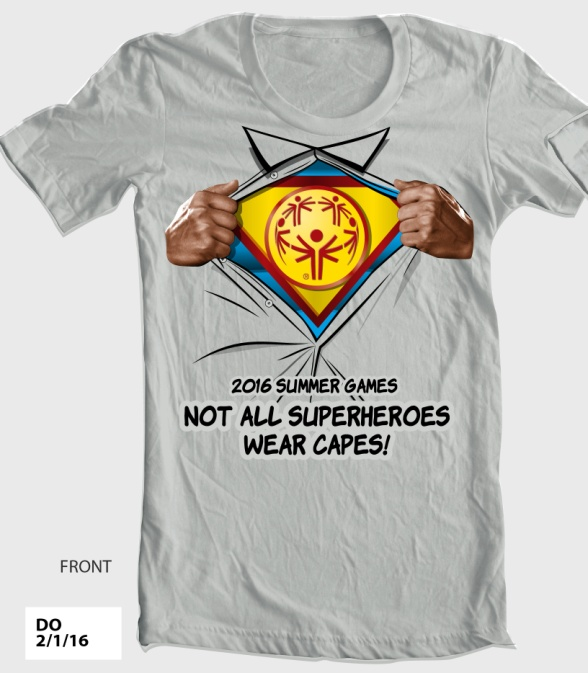 ®
2016 SUMMER GAMES
NOT ALL SUPERHEROES
WEAR CAPES!
FRONT
DO
2/1/16